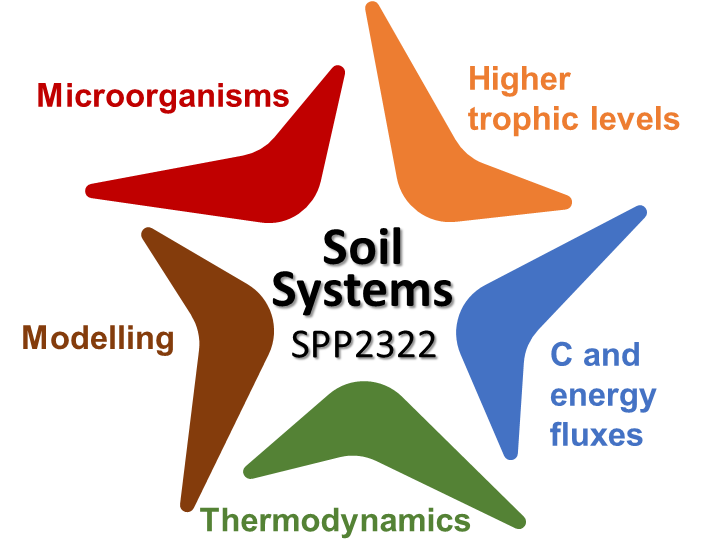 Microorganisms
Higher
trophic levels
Soil
Systems
SPP2322
Modelling
C and
energy
fluxes
Thermodynamics